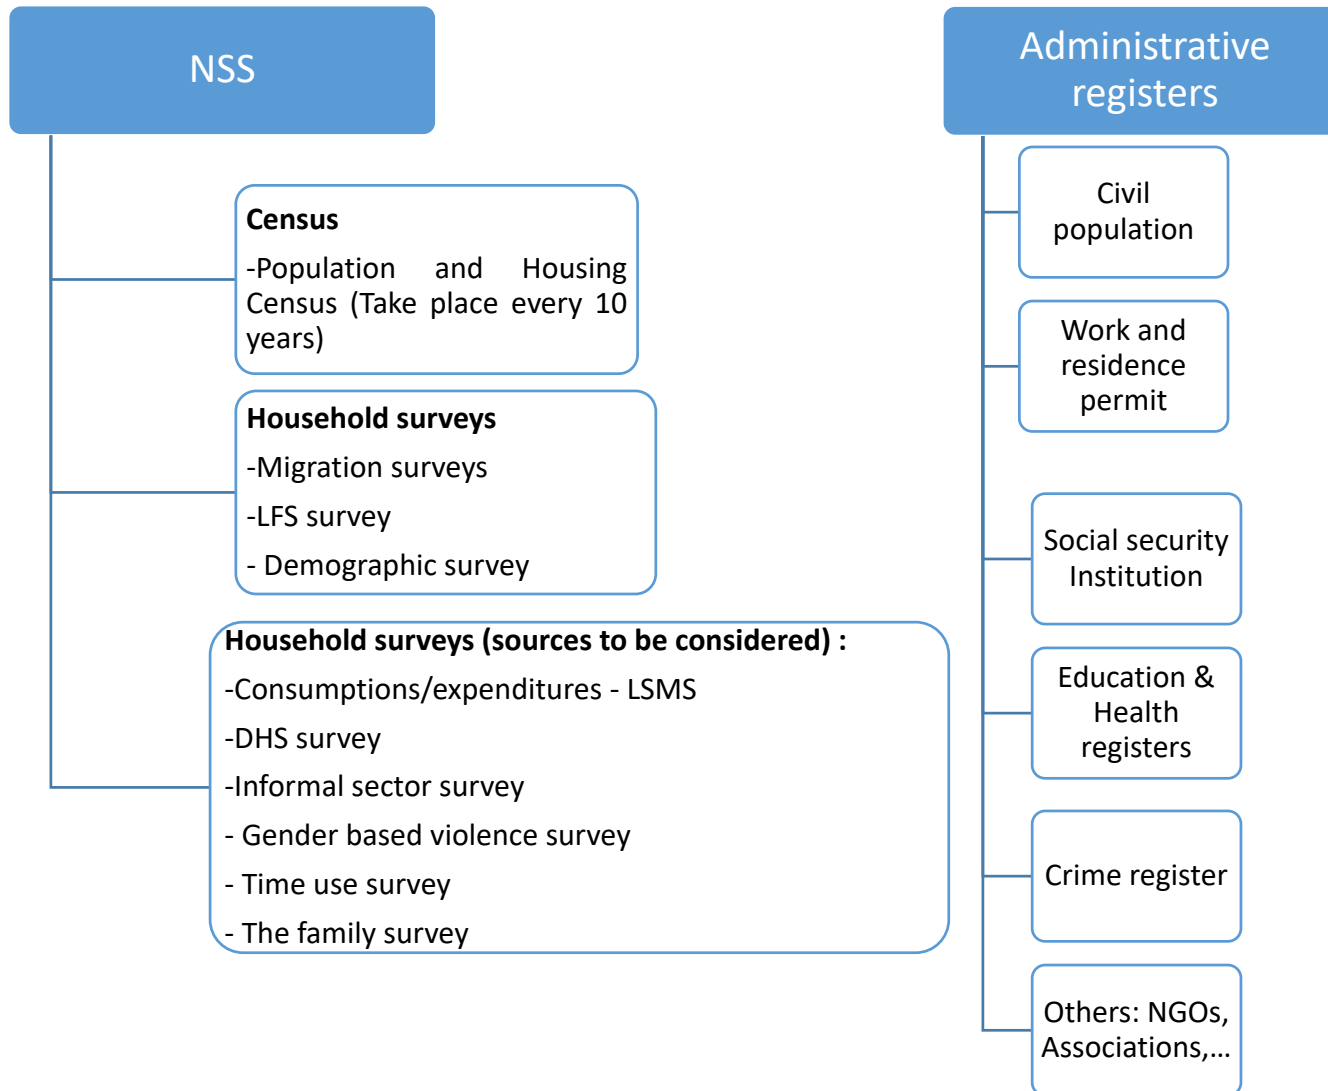 NSS
Census
-Population and Housing
Census (Take place every 10
years)
Household surveys
-Migration surveys
-LFS survey
- Demographic survey
Household surveys (sources to be considered) :
-Consumptions/expenditures - LSMS
-DHS survey
-Informal sector survey
- Gender based violence survey
- Time use survey
- The family survey
Administrative
registers
Civil
population
Work and
residence
permit
Social security
Institution
Education &
Health
registers
Crime register
Others: NGOs,
Associations,...